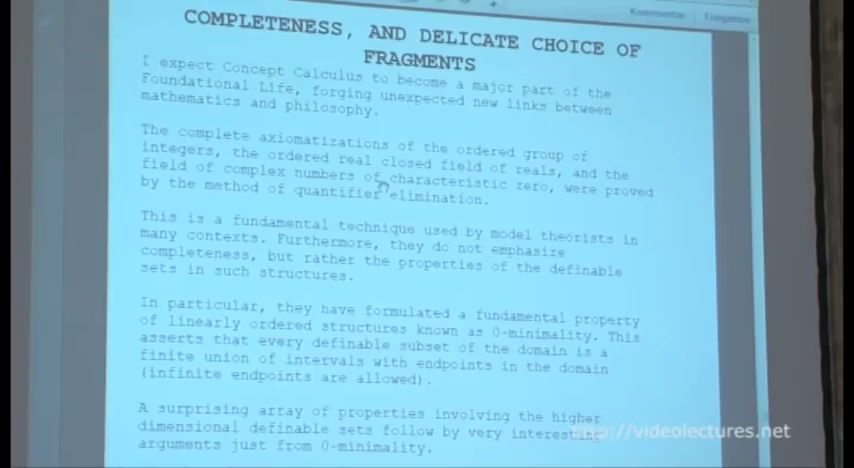 Kommentar Freigeben
COMPLETENESS, AND DELICATE CHOICE OF
FRAGMENTS
I expect Concept Calculus to become a major part of the
Foundational Life, forging unexpected new links between
mathematics and philosophy.
The complete axiomatizations of the ordered group of
integers, the ordered real closed field of reals, and the
field of complex numbers of characteristic zero, were proved
by the method of quantifier elimination.
This is a fundamental technique used by model theorists in
many contexts. Furthermore, they do not emphasize
completeness, but rather the properties of the definable
sets in such structures.
In particular, they have formulated a fundamental property
of linearly ordered structures known as 0-minimality. This
asserts that every definable subset of the domain is a
finite union of intervals with endpoints in the domain
(infinite endpoints are allowed).
A surprising array of properties involving the higher
dimensional definable sets follow by very interesting
arguments just from 0-minimality.
http://videolectures.net